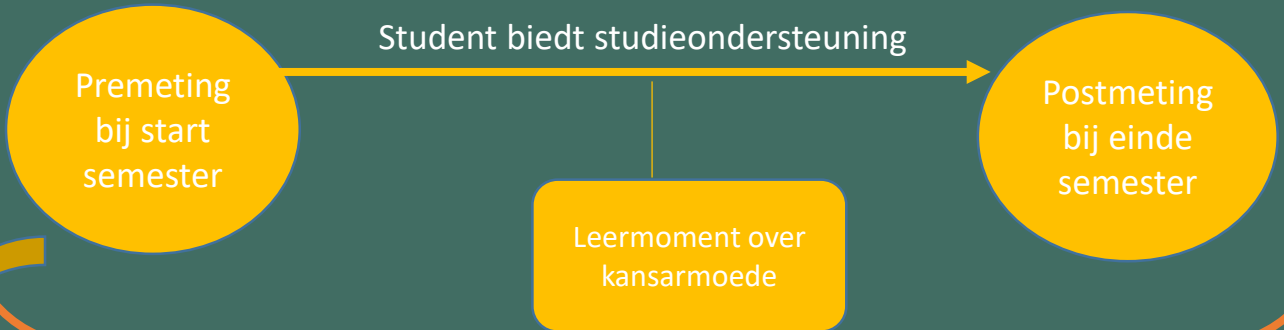 Student biedt studieondersteuning
Premeting
bij start
semester
Postmeting
bij einde
semester
Leermoment over
kansarmoede